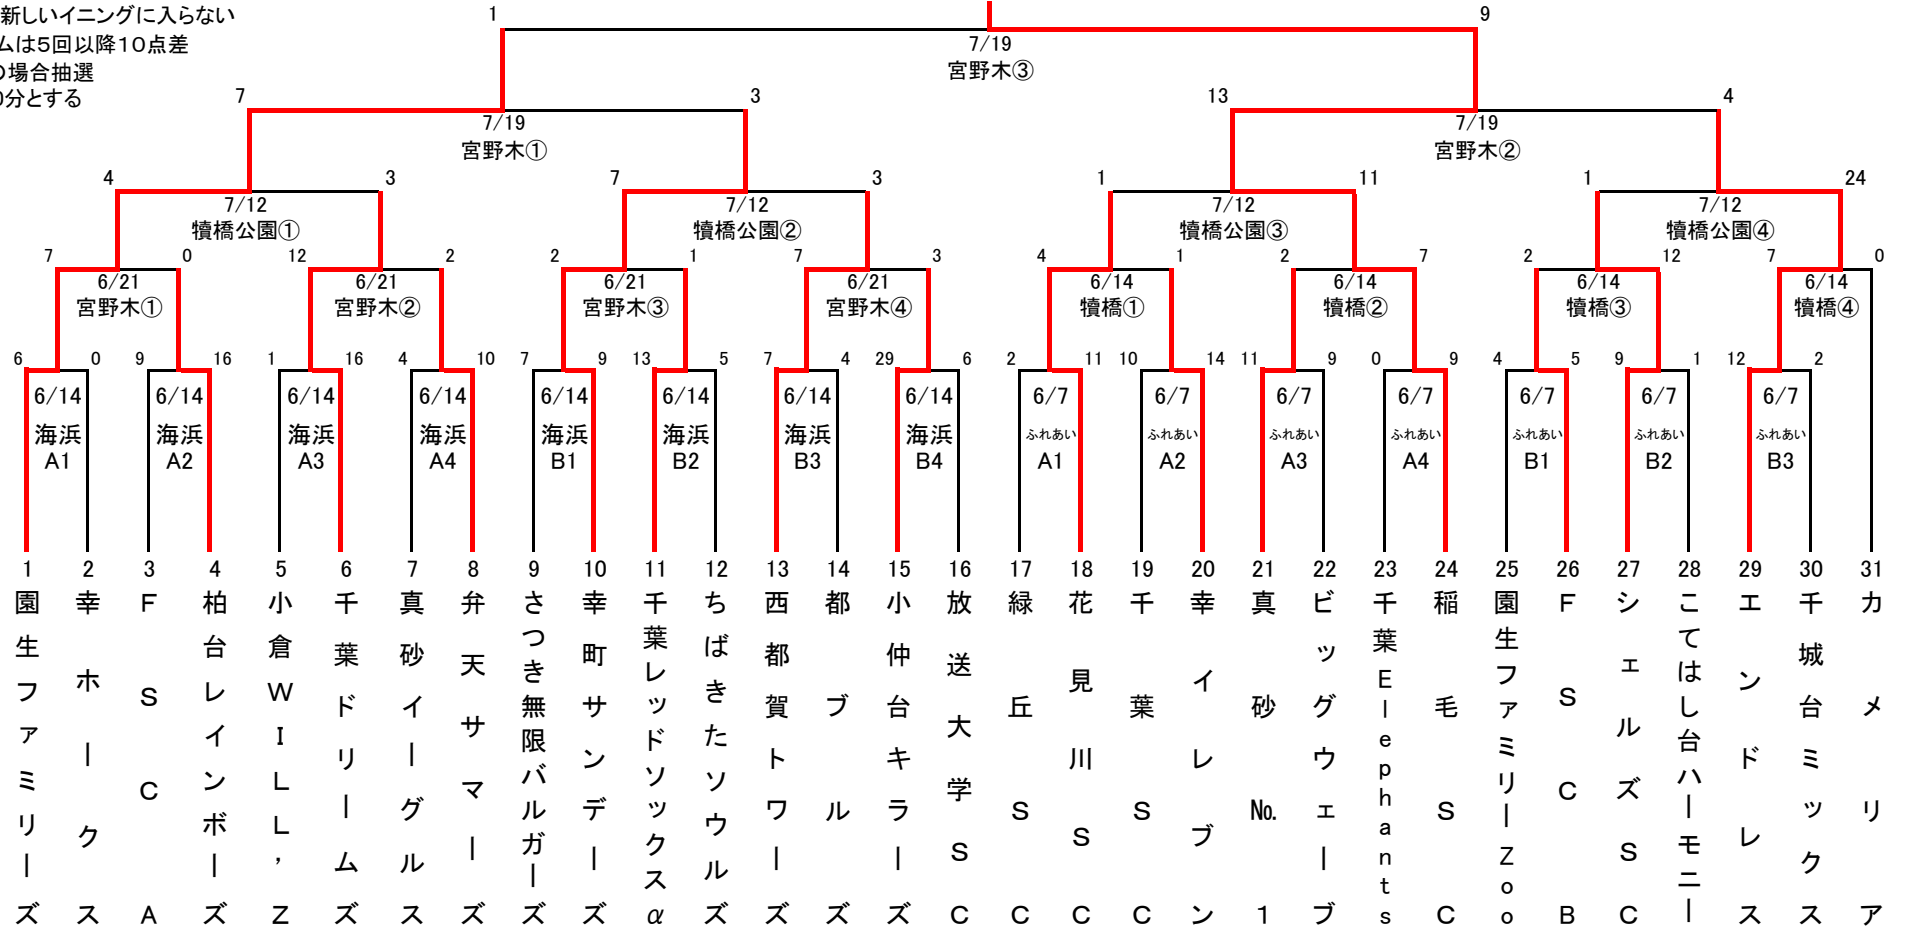 新しいイニングに入らない
ムは5回以降10点差
の場合抽選
0分とする
1 9
7/19
宮野木③
7 3 13 4
7/19 7/19
宮野木① 宮野木②
4 3 7 3 1 11 1 24
7/12 7/12 7/12 7/12
犢橋公園① 犢橋公園② 犢橋公園③ 犢橋公園④
7 0 12 2 2 1 7 3 4 1 2 7 2 12 7 0
6/21 6/21 6/21 6/21 6/14 6/14 6/14 6/14
宮野木① 宮野木② 宮野木③ 宮野木④ 犢橋① 犢橋② 犢橋③ 犢橋④
6 0 9 16 1 16 4 10 7 9 13 5 7 4 29 6 2 11 10 14 11 9 0 9 4 5 9 1 12 2
6/14 6/14 6/14 6/14 6/14 6/14 6/14 6/14 6/7 6/7 6/7 6/7 6/7 6/7 6/7
海浜 海浜 海浜 海浜 海浜 海浜 海浜 海浜 ふれあい ふれあい ふれあい ふれあい ふれあい ふれあい ふれあい
A1 A2 A3 A4 B1 B2 B3 B4 A1 A2 A3 A4 B1 B2 B3
1 2 3 4 5 6 7 8 9 10 11 12 13 14 15 16 17 18 19 20 21 22 23 24 25 26 27 28 29 30 31
園生ファミリーズ
幸ホークス
FSCA
柏台レインボーズ
小倉WILL'Z
千葉ドリームズ
真砂イーグルス
弁天サマーズ
さつき無限バルガーズ
幸町サンデーズ
千葉レッドソックスα
ちばきたソウルズ
西都賀トワーズ
都ブルズ
小仲台キラーズ
放送大学SC
緑丘SC
花見川SC
千葉SC
幸イレブン
真砂№1
ビッグウェーブ
千葉Elephants
稲毛SC
園生ファミリーZoo
FSCB
シェルズSC
こてはし台ハーモニー
エンドレス
千城台ミックス
カメリア